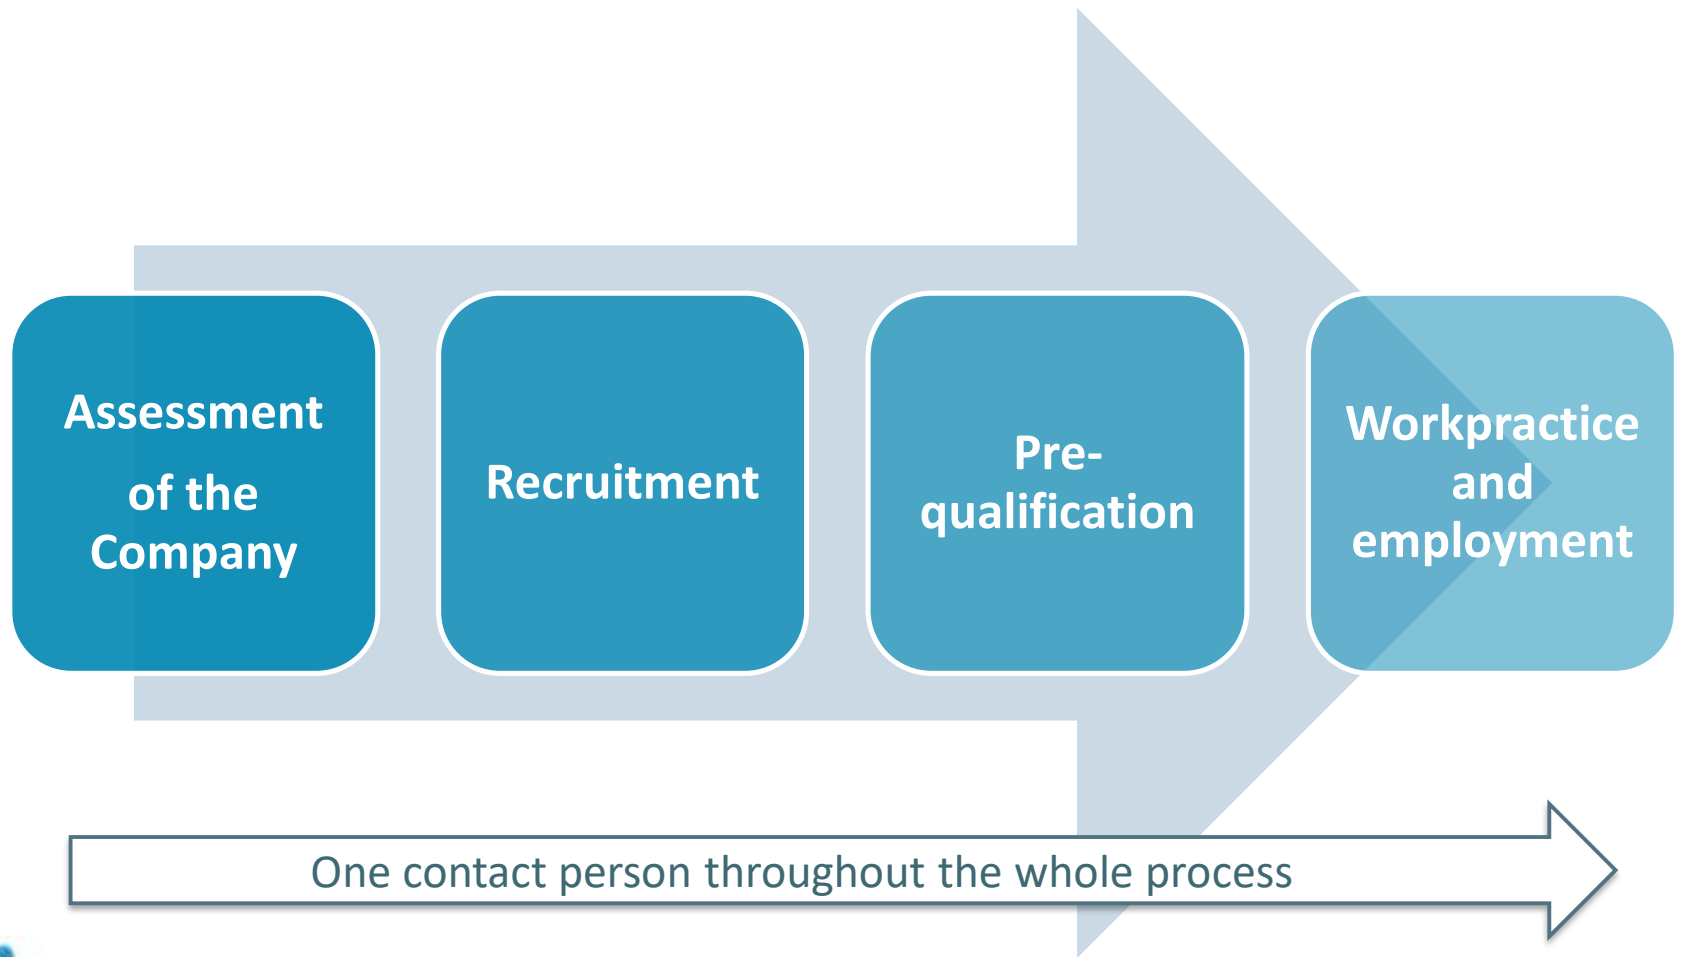 Assessment
of the
Company
Recruitment
Pre-
qualification
Workpractice
and
employment
One contact person throughout the whole process